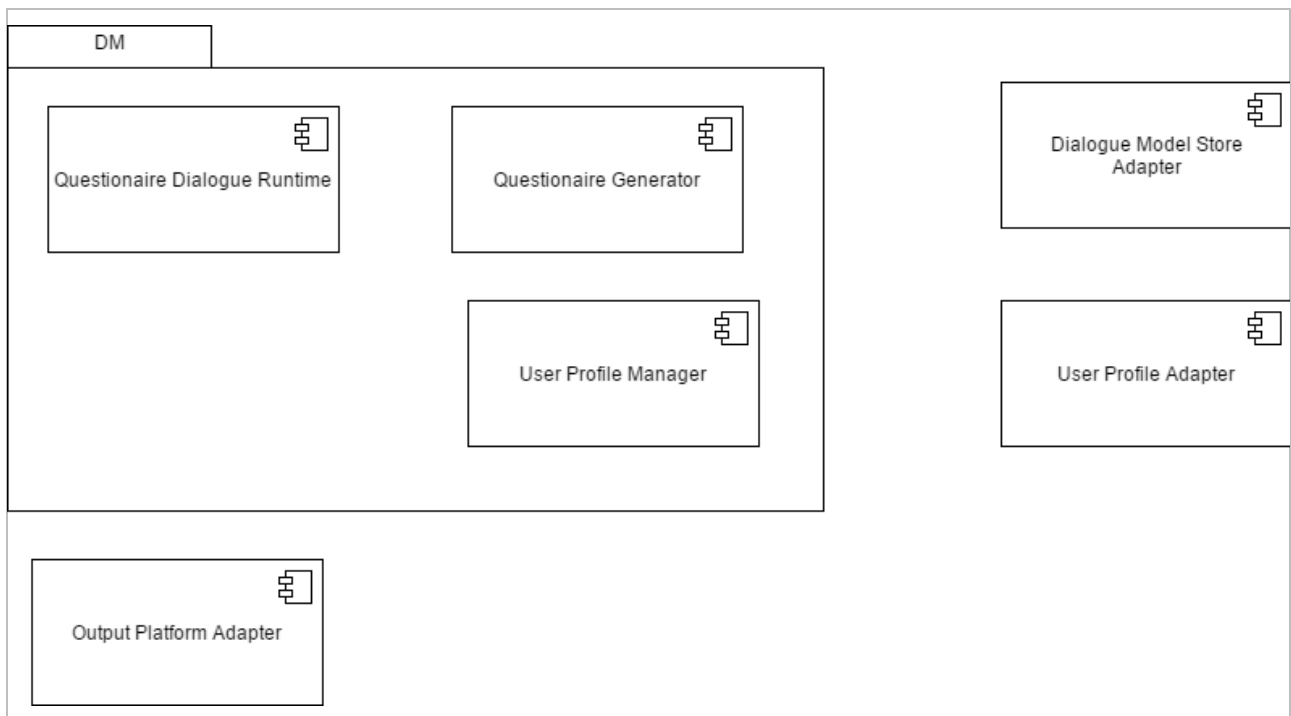 DM
Questionaire Dialogue Runtime
Questionaire Generator
Dialogue Model Store
Adapter
User Profile Manager
User Profile Adapter
Output Platform Adapter